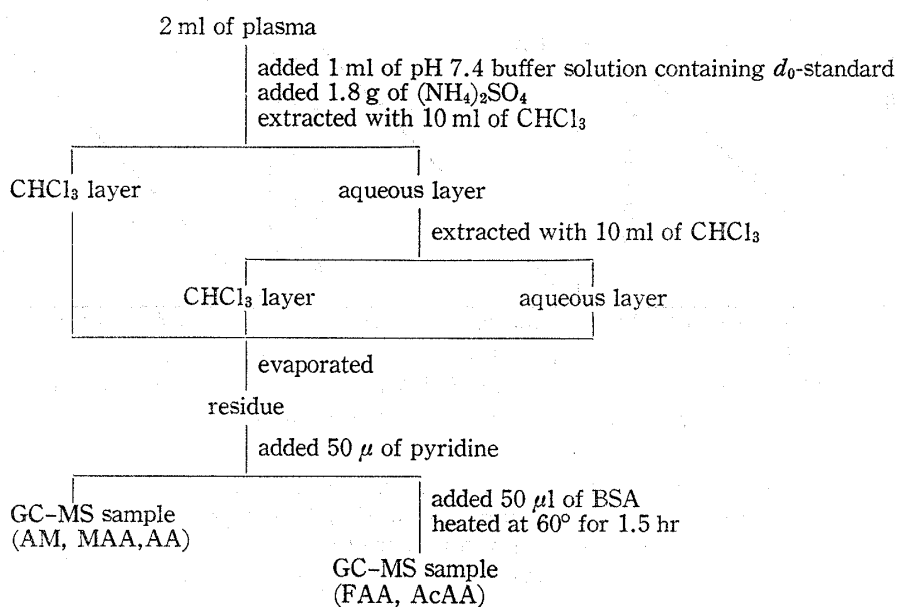 2 ml of plasma
added 1 ml of pH 7.4 buffer solution containing d₀-standard
added 1.8 g of (NH₄)₂SO₄
extracted with 10 ml of CHCl₃
CHCl₃ layer
aqueous layer
extracted with 10 ml of CHCl₃
CHCl₃ layer
aqueous layer
evaporated
residue
added 50 μ of pyridine
GC-MS sample
(AM, MAA,AA)
added 50 μl of BSA
heated at 60° for 1.5 hr
GC-MS sample
(FAA, AcAA)